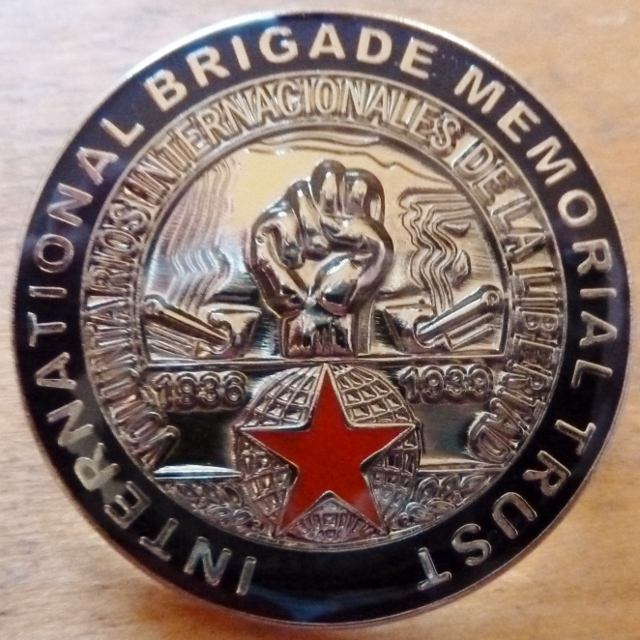 INTERNATIONAL BRIGADE MEMORIAL TRUST
VOLUNTARIOS INTERNACIONALES DE LA LIBERTAD
1936 1939